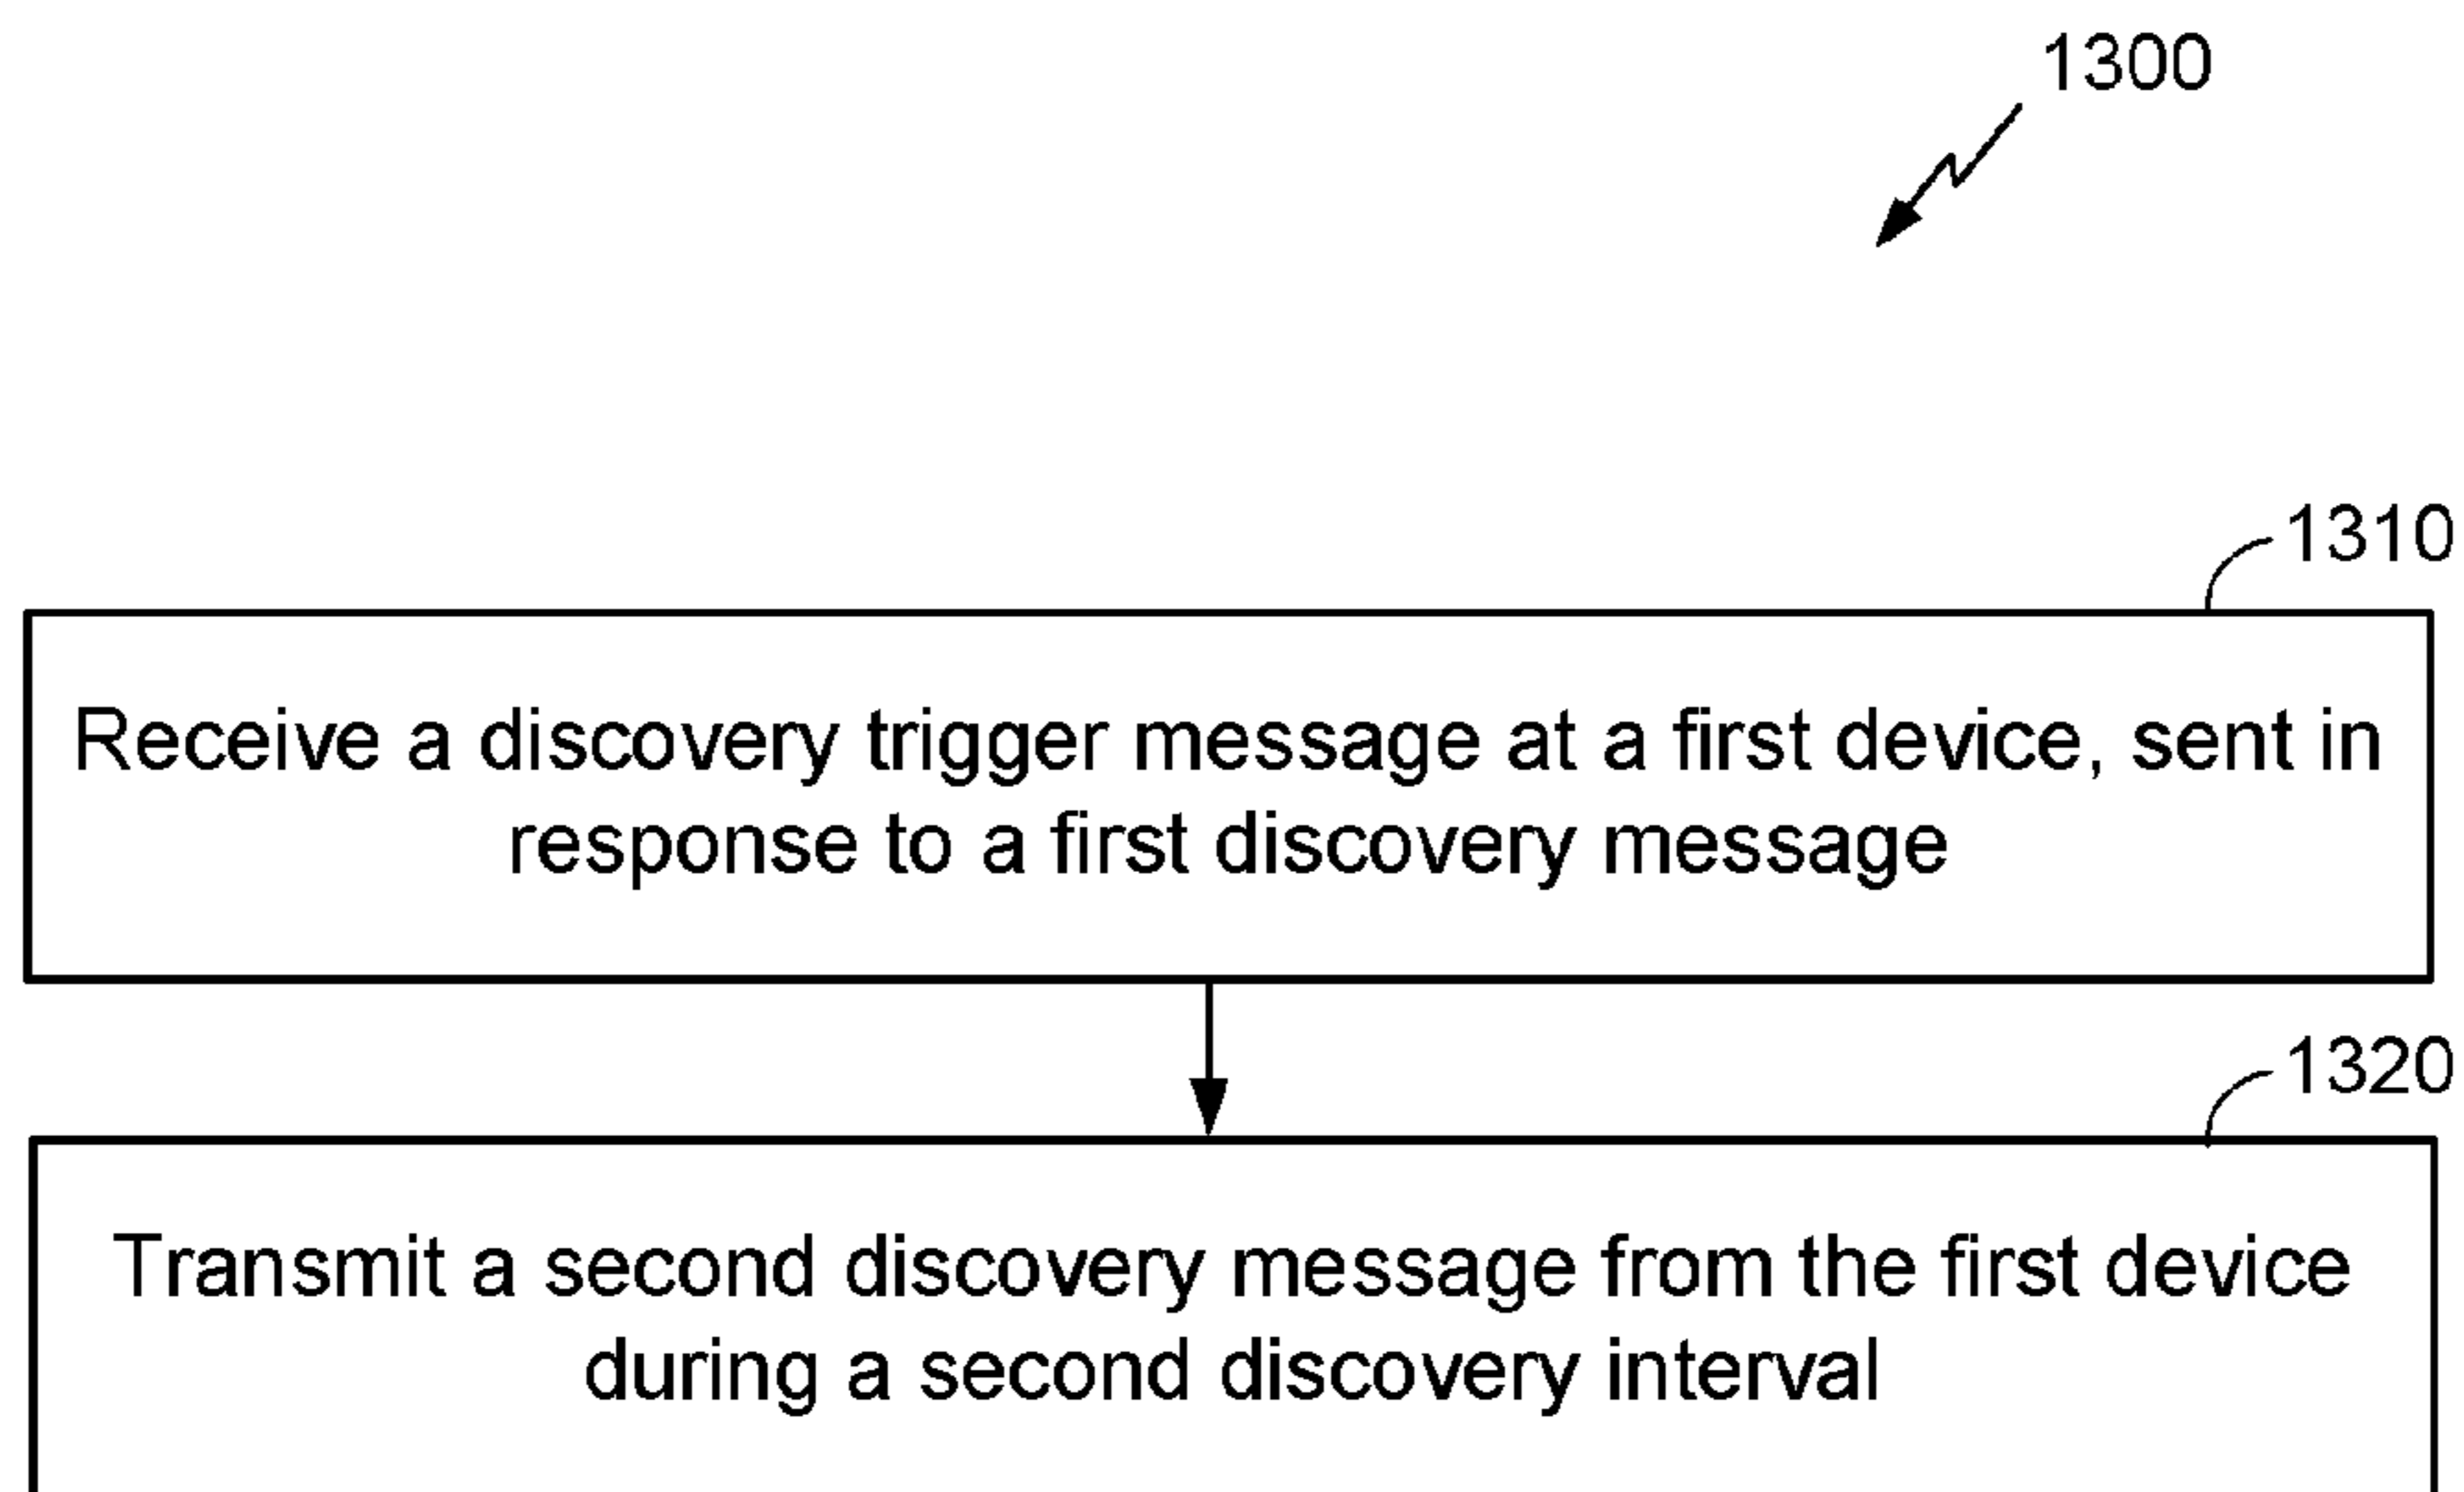 1300
1310
Receive a discovery trigger message at a first device, sent in
response to a first discovery message
1320
Transmit a second discovery message from the first device
during a second discovery interval